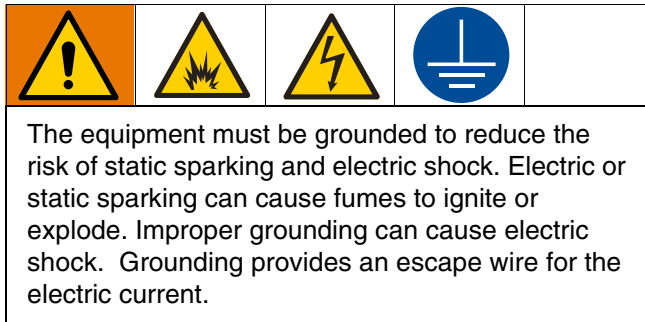 The equipment must be grounded to reduce the
risk of static sparking and electric shock. Electric or
static sparking can cause fumes to ignite or
explode. Improper grounding can cause electric
shock.  Grounding provides an escape wire for the
electric current.